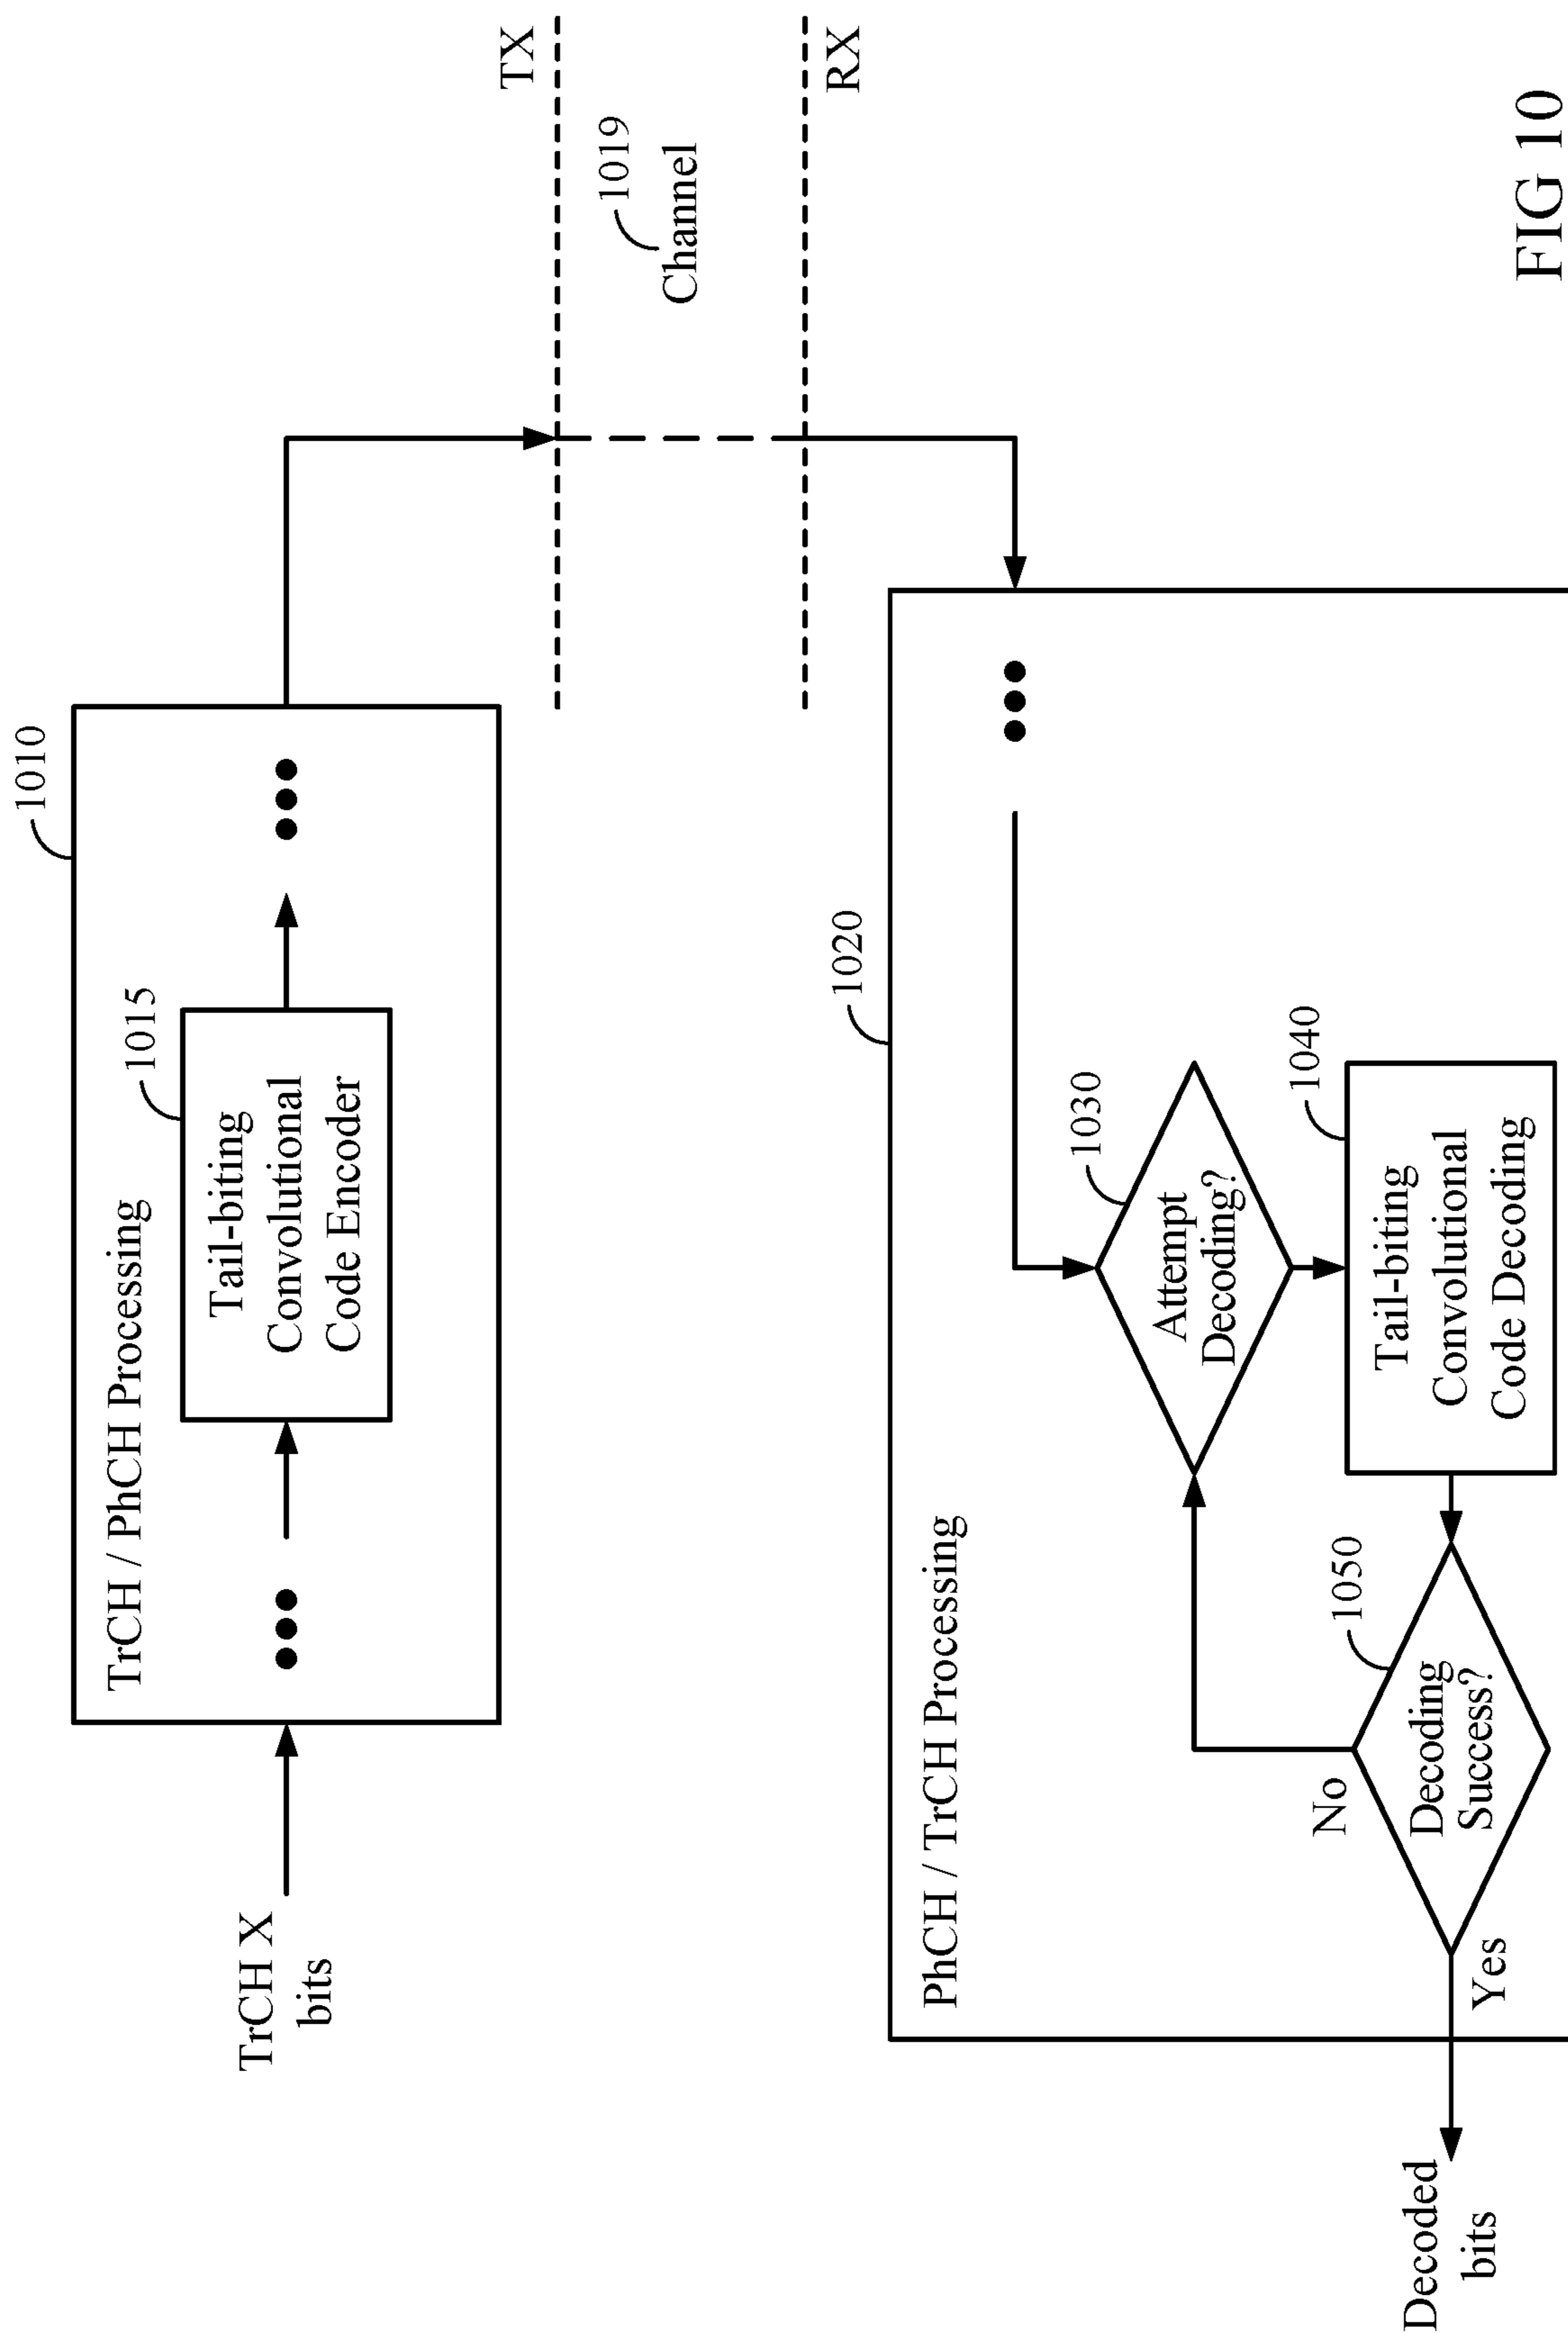 1010
TrCH / PhCH Processing
1015
Tail-biting
Convolutional
Code Encoder
TrCH X
bits
TX
1019
Channel
RX
1020
PhCH / TrCH Processing
1030
Attempt
Decoding?
1040
Tail-biting
Convolutional
Code Decoding
1050
Decoding
Success?
No
Yes
Decoded
bits
FIG 10